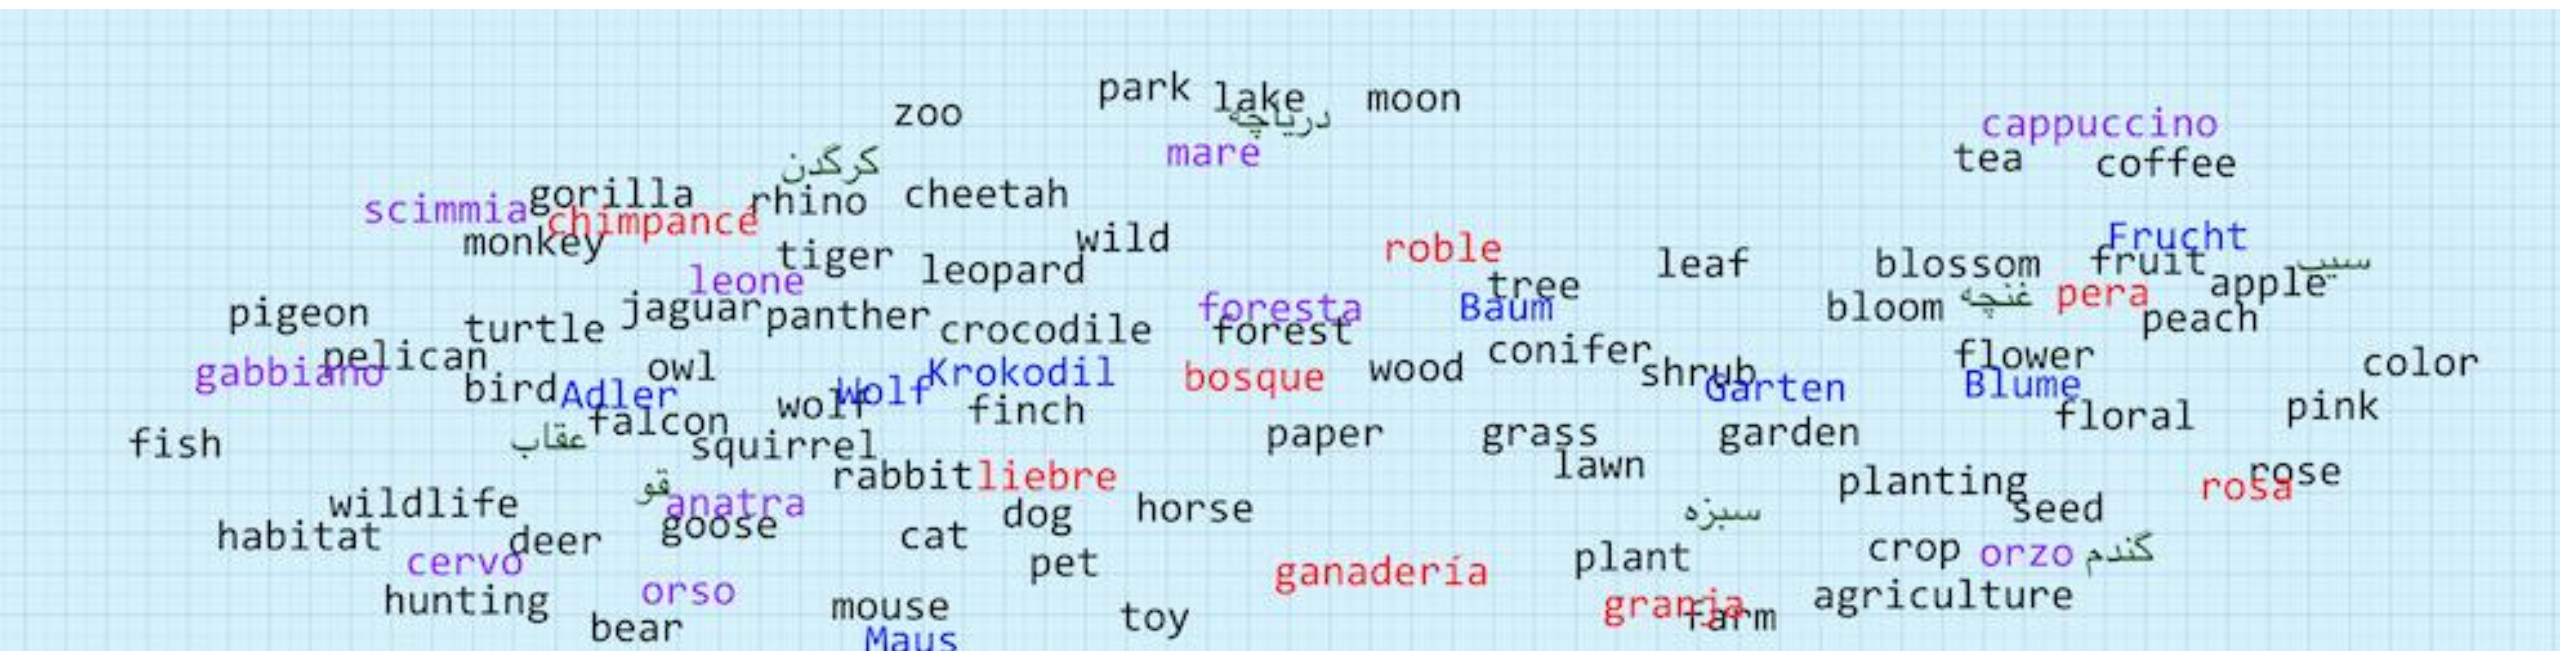 park lake moon
zoo دریاچه
cappuccino
mare
tea coffee
کرگدن
gorilla rhino cheetah
scimmia chimpancé
monkey wild
tiger roble Frucht
leopard leaf blossom fruit سیب
leone tree apple
jaguar panther foresta Baum bloom غنچه pera
pigeon turtle crocodile forest peach
pelican owl conifer flower color
gabbiano Krokodil bosque wood shrub
bird Adler wolf Wolf Garten Blume
falcon finch floral pink
fish عقاب squirrel paper grass garden
rabbit liebre lawn planting rose
قو rosa
wildlife anatra dog horse سبزه seed
habitat deer goose cat
cervo pet ganadería plant crop orzo گندم
hunting orso mouse granja agriculture
bear Maus toy farm